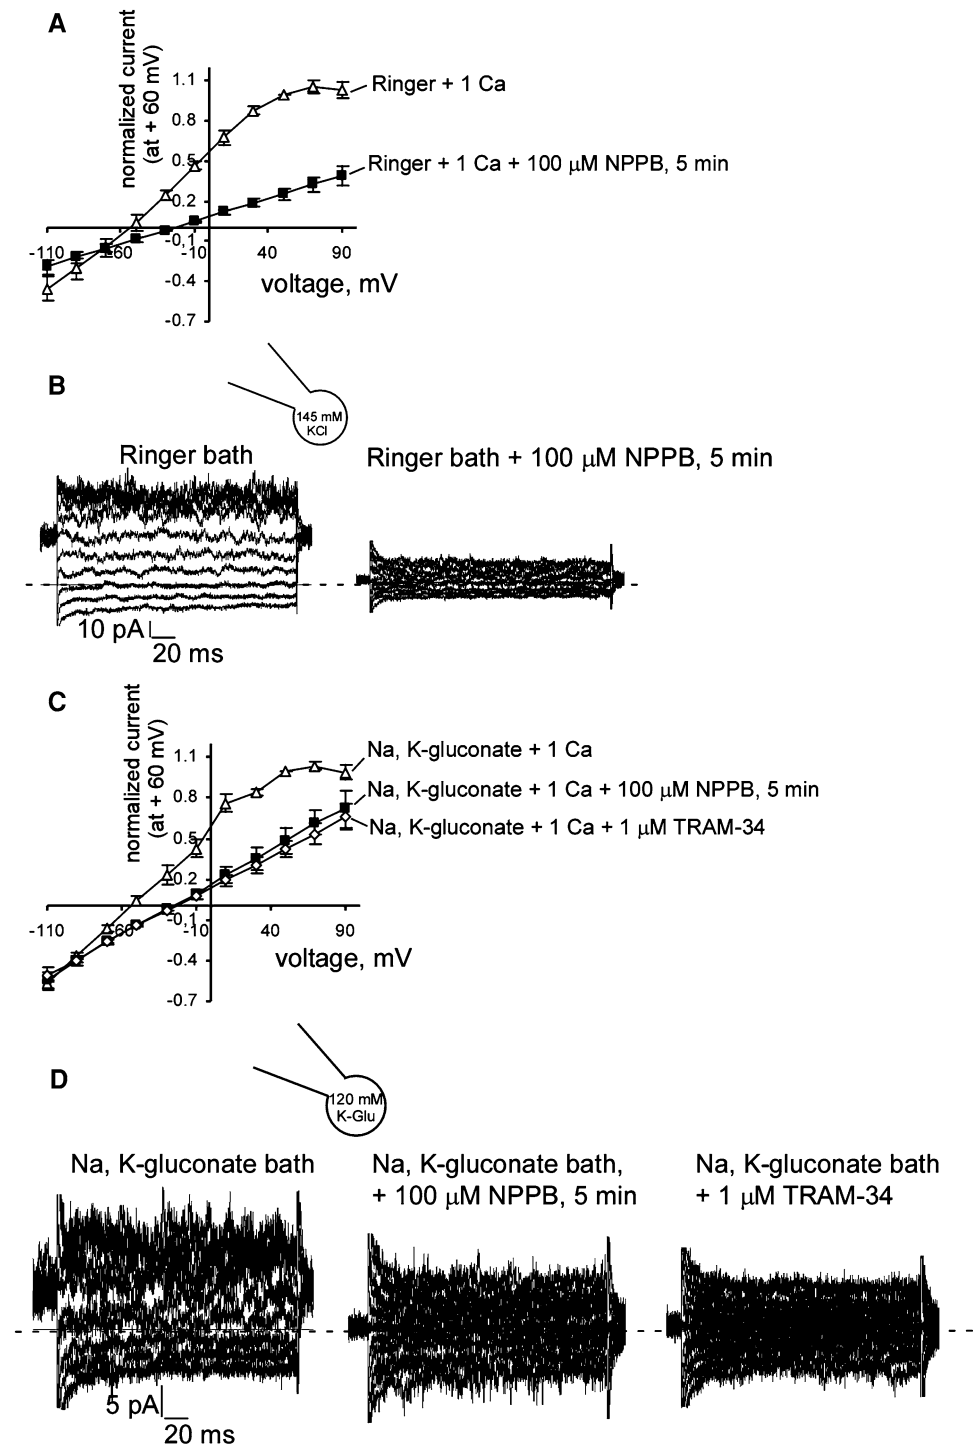 A
normalized current
(at + 60 mV)
1.1
0.8
0.5
0.2
-0.1
-0.4
-0.7
-110
-60
-10
40
90
voltage, mV
Ringer + 1 Ca
Ringer + 1 Ca + 100 μM NPPB, 5 min
B
145 mM
KCl
Ringer bath
Ringer bath + 100 μM NPPB, 5 min
10 pA
20 ms
C
normalized current
(at + 60 mV)
1.1
0.8
0.5
0.2
-0.1
-0.4
-0.7
-110
-60
-10
40
90
voltage, mV
Na, K-gluconate + 1 Ca
Na, K-gluconate + 1 Ca + 100 μM NPPB, 5 min
Na, K-gluconate + 1 Ca + 1 μM TRAM-34
D
120 mM
K-Glu
Na, K-gluconate bath
Na, K-gluconate bath,
+ 100 μM NPPB, 5 min
Na, K-gluconate bath
+ 1 μM TRAM-34
5 pA
20 ms